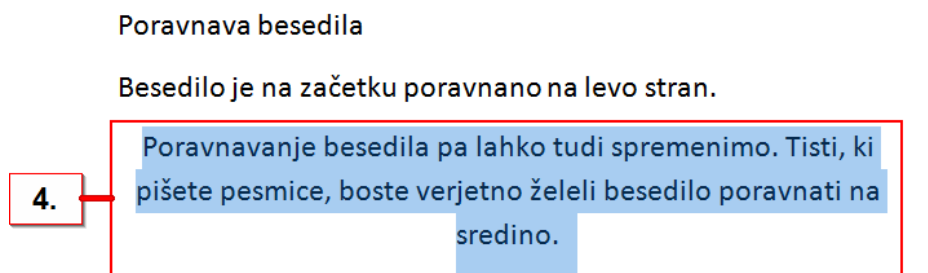 Poravnava besedila
Besedilo je na začetku poravnano na levo stran.
Poravnavanje besedila pa lahko tudi spremenimo. Tisti, ki
4.
pišete pesmice, boste verjetno želeli besedilo poravnati na
sredino.